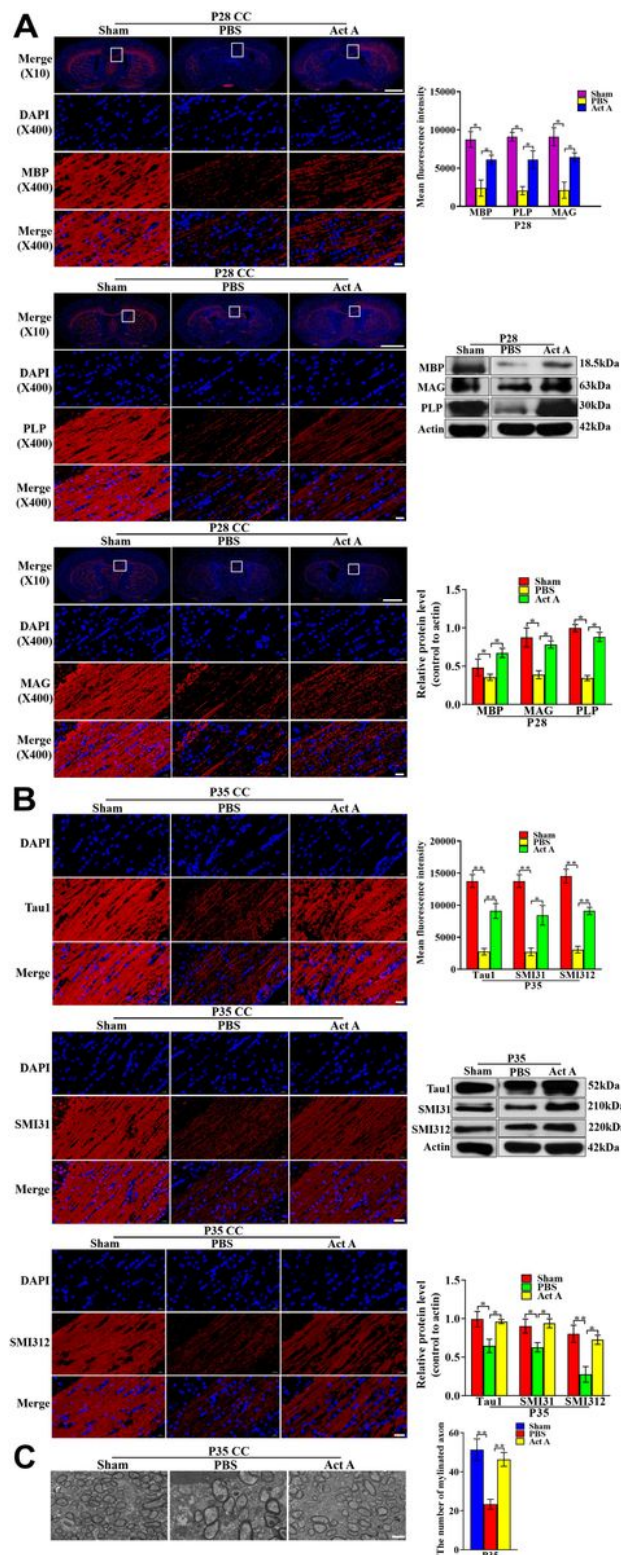 A
P28 CC
Sham PBS Act A
Merge
(X10)
DAPI
(X400)
MBP
(X400)
Merge
(X400)
Mean fluorescence intensity
15000
10000
5000
0
Sham
PBS
Act A
* * * * * *
MBP PLP MAG
P28
P28 CC
Sham PBS Act A
Merge
(X10)
DAPI
(X400)
PLP
(X400)
Merge
(X400)
P28
Sham PBS Act A
MBP 18.5kDa
MAG 63kDa
PLP 30kDa
Actin 42kDa
P28 CC
Sham PBS Act A
Merge
(X10)
DAPI
(X400)
MAG
(X400)
Merge
(X400)
Relative protein level
(control to actin)
1.5
1.0
0.5
0.0
Sham
PBS
Act A
* * * * * *
MBP MAG PLP
P28
B
P35 CC
Sham PBS Act A
DAPI
Tau1
Merge
Mean fluorescence intensity
20000
15000
10000
5000
0
Sham
PBS
Act A
** ** ** * ** **
Tau1 SMI31 SMI312
P35
P35 CC
Sham PBS Act A
DAPI
SMI31
Merge
P35
Sham PBS Act A
Tau1 52kDa
SMI31 210kDa
SMI312 220kDa
Actin 42kDa
P35 CC
Sham PBS Act A
DAPI
SMI312
Merge
Relative protein level
(control to actin)
1.5
1.0
0.5
0.0
Sham
PBS
Act A
* * * * ** *
Tau1 SMI31 SMI312
P35
C
P35 CC
Sham PBS Act A
The number of mylinated axon
60
40
20
0
Sham
PBS
Act A
** **
P35